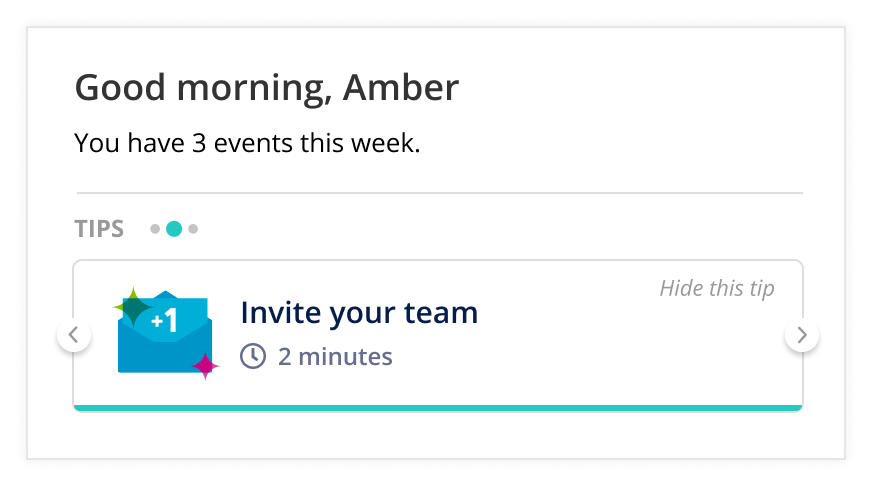 Good morning, Amber
You have 3 events this week.
TIPS
Hide this tip
+1
Invite your team
2 minutes